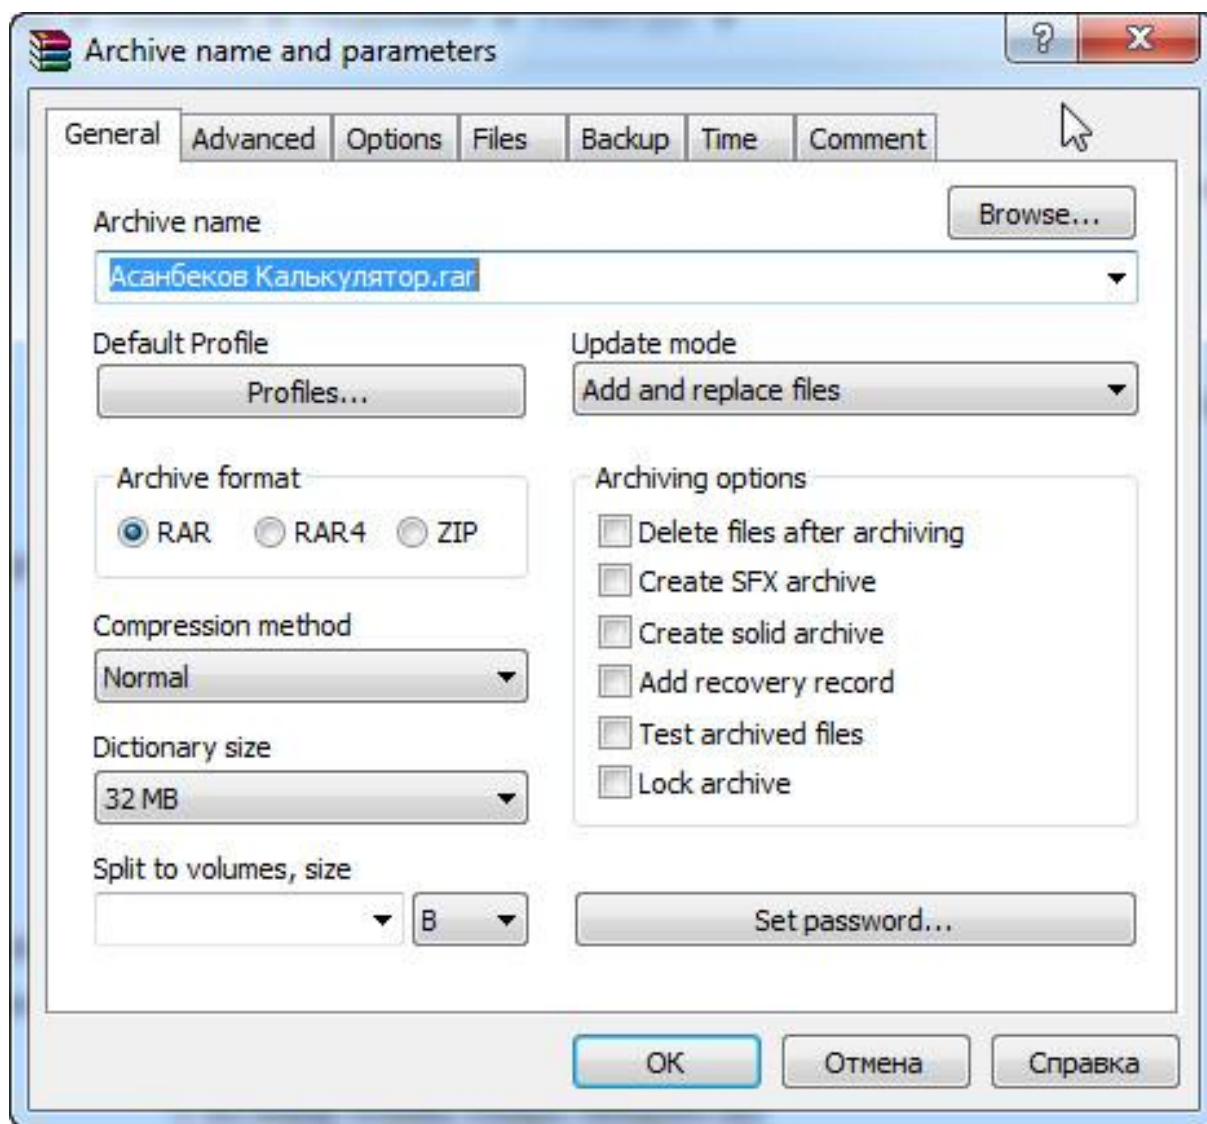 Archive name and parameters
General Advanced Options Files Backup Time Comment
Archive name
Browse...
Асанбеков Калькулятор.rar
Default Profile
Update mode
Profiles...
Add and replace files
Archive format
Archiving options
RAR RAR4 ZIP
Delete files after archiving
Create SFX archive
Compression method
Create solid archive
Normal
Add recovery record
Test archived files
Dictionary size
32 MB
Lock archive
Split to volumes, size
B
Set password...
OK
Отмена
Справка